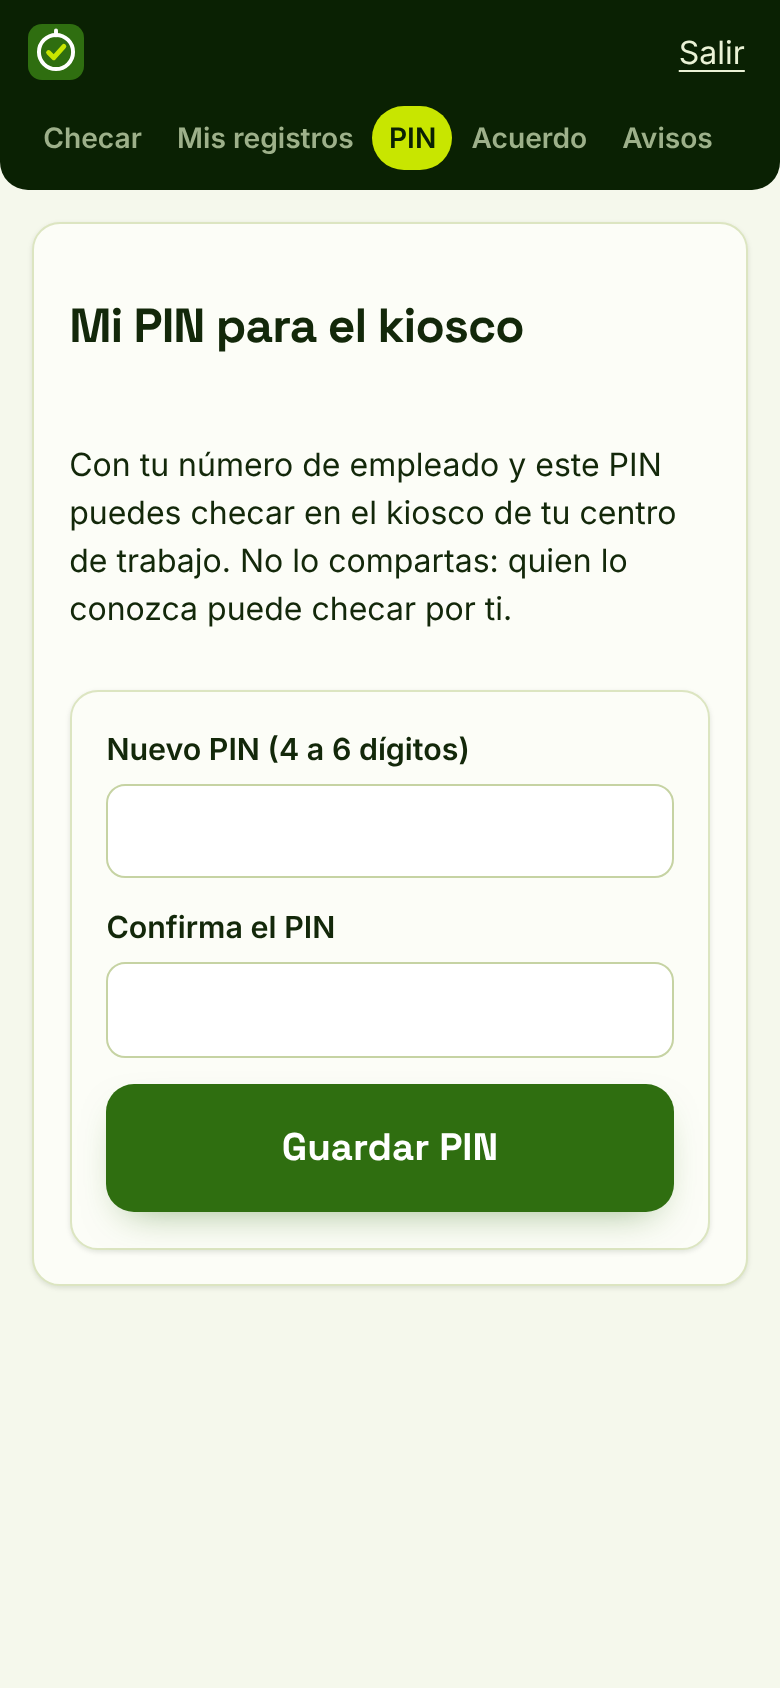 Salir
Checar
Mis registros
PIN
Acuerdo
Avisos
Mi PIN para el kiosco
Con tu número de empleado y este PIN
puedes checar en el kiosco de tu centro
de trabajo. No lo compartas: quien lo
conozca puede checar por ti.
Nuevo PIN (4 a 6 dígitos)
Confirma el PIN
Guardar PIN